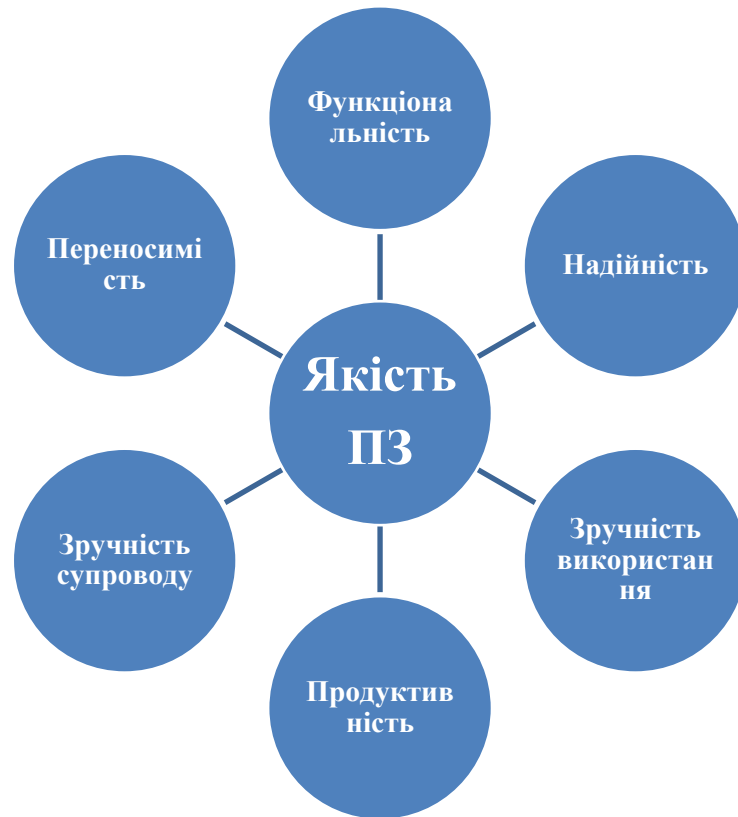 Функціона
льність
Переносимі
сть
Надійність
Якість
ПЗ
Зручність
супроводу
Зручність
використан
ня
Продуктив
ність